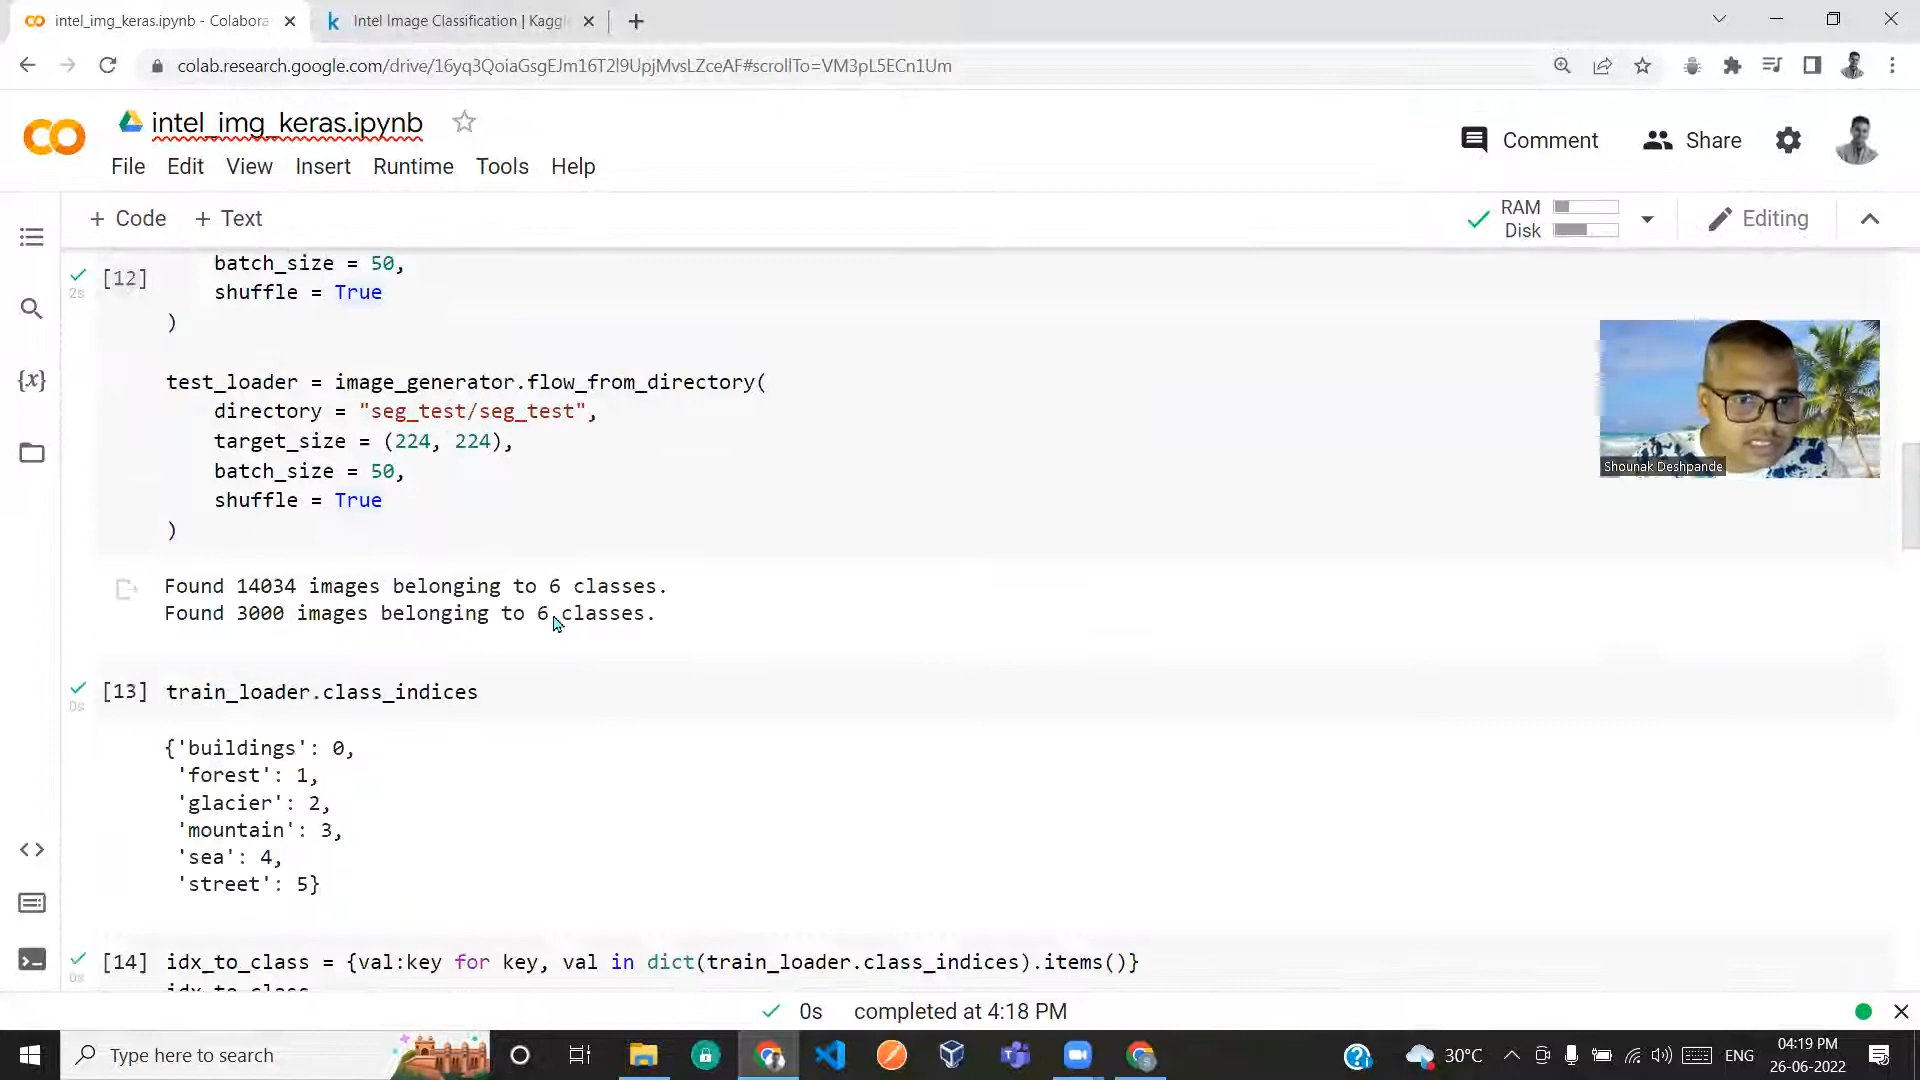 intel_img_keras.ipynb - Colabora
Intel Image Classification | Kaggl
colab.research.google.com/drive/16yq3QoiaGsgEJm16T2l9UpjMvsLZceAF#scrollTo=VM3pL5ECn1Um
intel_img_keras.ipynb
Comment
Share
File Edit View Insert Runtime Tools Help
+ Code + Text
RAM
Disk
Editing
[12]
2s
batch_size = 50,
shuffle = True
)
test_loader = image_generator.flow_from_directory(
directory = "seg_test/seg_test",
target_size = (224, 224),
batch_size = 50,
shuffle = True
)
Shounak Deshpande
Found 14034 images belonging to 6 classes.
Found 3000 images belonging to 6 classes.
[13] train_loader.class_indices
0s
{'buildings': 0,
'forest': 1,
'glacier': 2,
'mountain': 3,
'sea': 4,
'street': 5}
[14] idx_to_class = {val:key for key, val in dict(train_loader.class_indices).items()}
0s
idx_to_class
0s completed at 4:18 PM
Type here to search
30°C
ENG
04:19 PM
26-06-2022